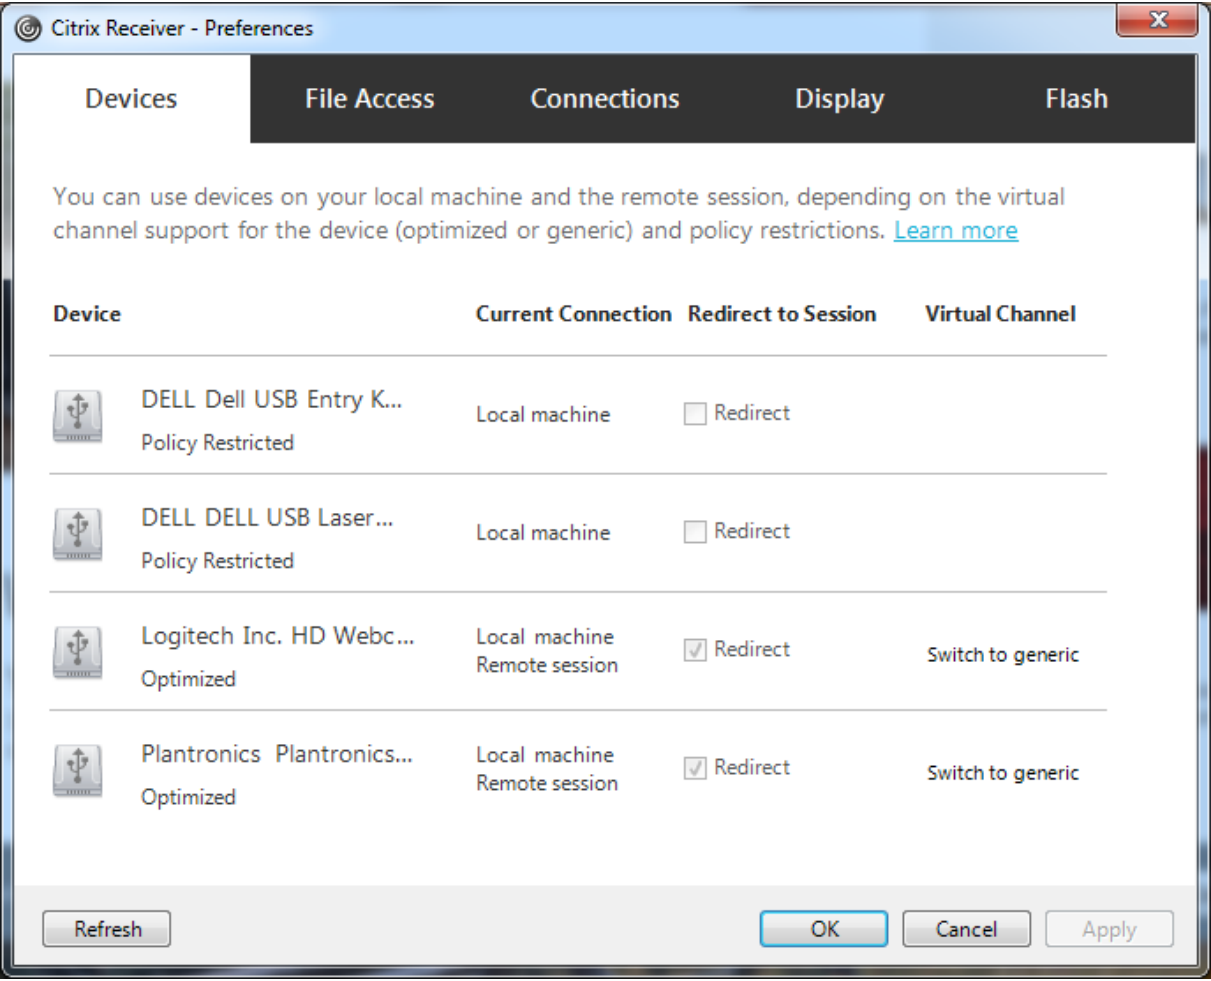 Citrix Receiver - Preferences
Devices File Access Connections Display Flash
You can use devices on your local machine and the remote session, depending on the virtual
channel support for the device (optimized or generic) and policy restrictions. Learn more
Device Current Connection Redirect to Session Virtual Channel
DELL Dell USB Entry K...
Policy Restricted
Local machine
Redirect
DELL DELL USB Laser...
Policy Restricted
Local machine
Redirect
Logitech Inc. HD Webc...
Optimized
Local machine
Remote session
Redirect
Switch to generic
Plantronics Plantronics...
Optimized
Local machine
Remote session
Redirect
Switch to generic
Refresh OK Cancel Apply